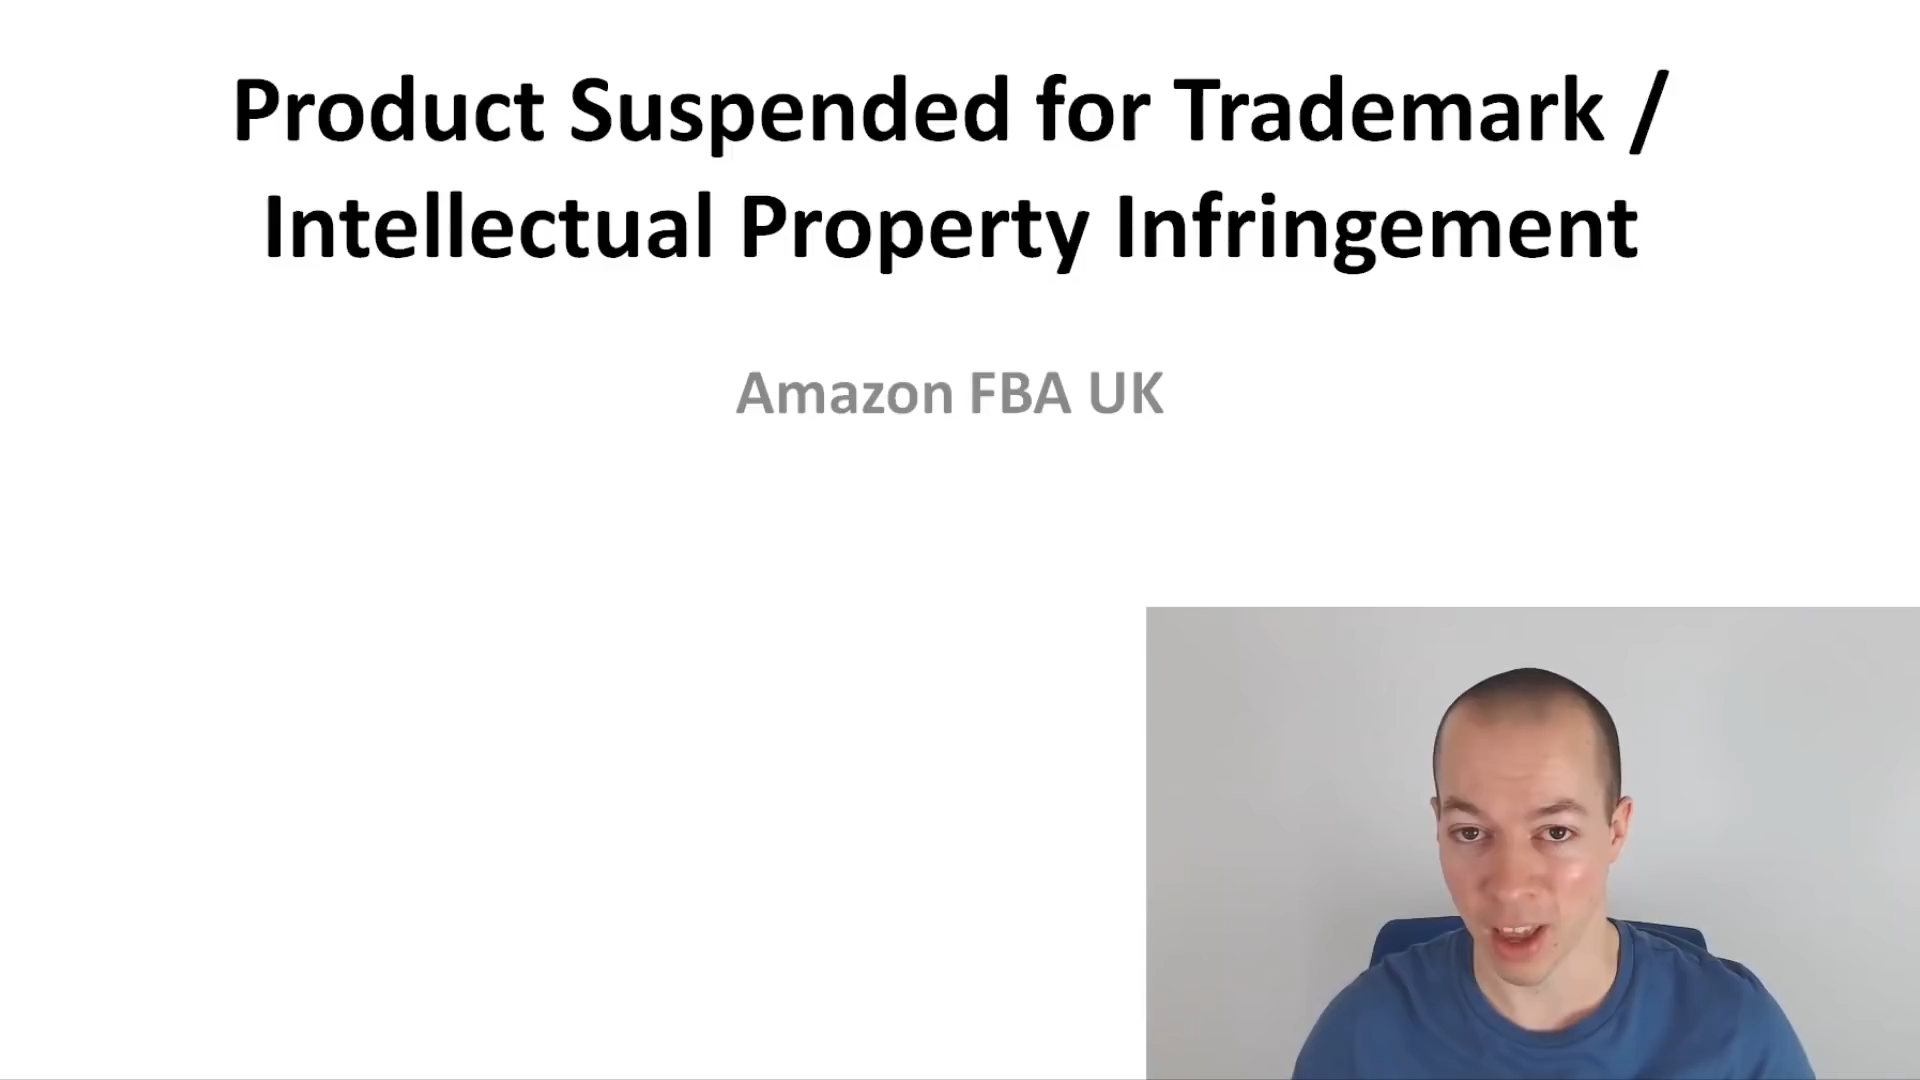 Product Suspended for Trademark /
Intellectual Property Infringement
Amazon FBA UK